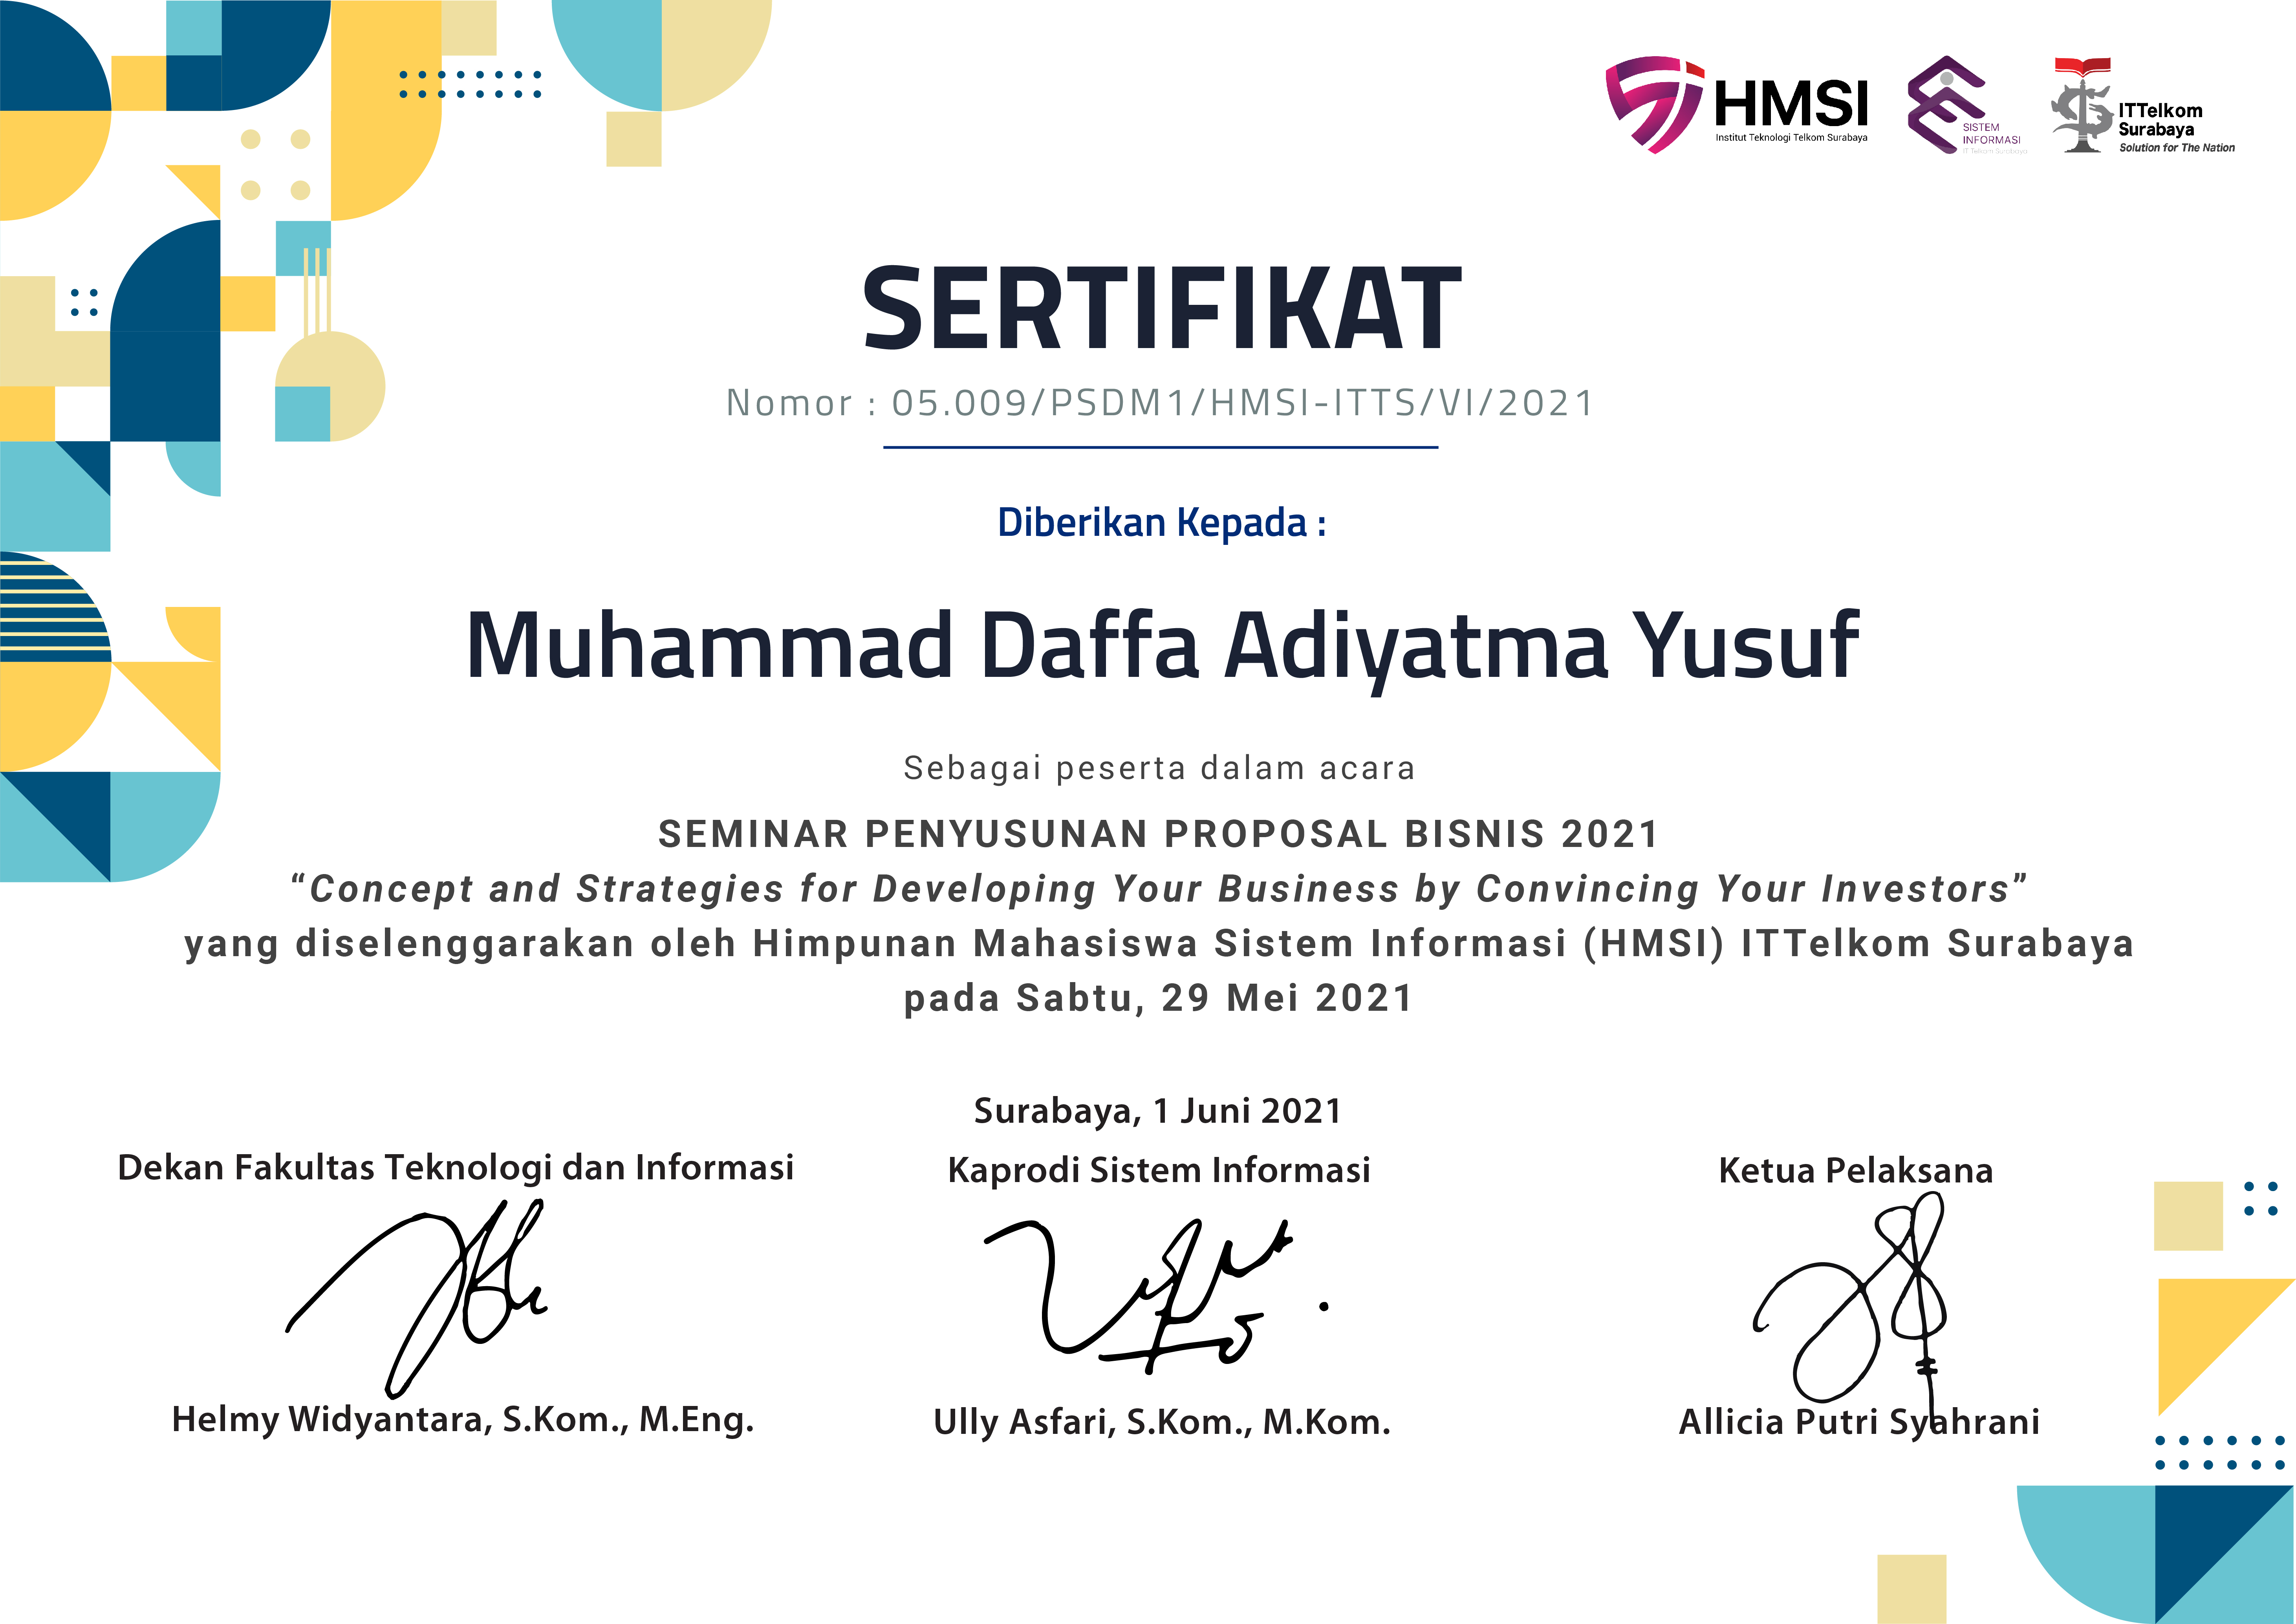 HMSI
Institut Teknologi Telkom Surabaya
SISTEM
INFORMASI
IT Telkom Surabaya
ITTelkom
Surabaya
Solution for The Nation
SERTIFIKAT
Nomor : 05.009/PSDM1/HMSI-ITTS/VI/2021
Diberikan Kepada :
Muhammad Daffa Adiyatma Yusuf
Sebagai peserta dalam acara
SEMINAR PENYUSUNAN PROPOSAL BISNIS 2021
“Concept and Strategies for Developing Your Business by Convincing Your Investors”
yang diselenggarakan oleh Himpunan Mahasiswa Sistem Informasi (HMSI) ITTelkom Surabaya
pada Sabtu, 29 Mei 2021
Surabaya, 1 Juni 2021
Dekan Fakultas Teknologi dan Informasi
Kaprodi Sistem Informasi
Ketua Pelaksana
Helmy Widyantara, S.Kom., M.Eng.
Ully Asfari, S.Kom., M.Kom.
Allicia Putri Syahrani